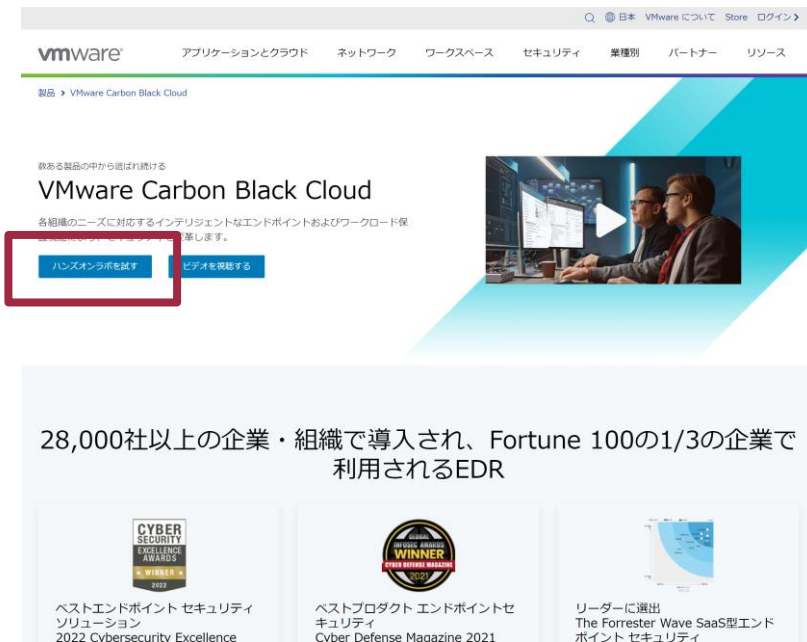 日本 VMware について Store ログイン
vmware
アプリケーションとクラウド ネットワーク ワークスペース セキュリティ 業種別 パートナー リソース
製品 > VMware Carbon Black Cloud
数ある製品の中から選ばれ続ける
VMware Carbon Black Cloud
各組織のニーズに対応するインテリジェントなエンドポイントおよびワークロード保
革します。
ハンズオンラボを試す ビデオを視聴する
28,000社以上の企業・組織で導入され、Fortune 100の1/3の企業で
利用されるEDR
CYBER
SECURITY
EXCELLENCE
AWARDS
WINNER
2022
GLOBAL
INFOSEC AWARDS
WINNER
CYBER DEFENSE MAGAZINE
2021
ベストエンドポイント セキュリティ
ソリューション
2022 Cybersecurity Excellence
ベストプロダクト エンドポイントセ
キュリティ
Cyber Defense Magazine 2021
リーダーに選出
The Forrester Wave SaaS型エンド
ポイント セキュリティ